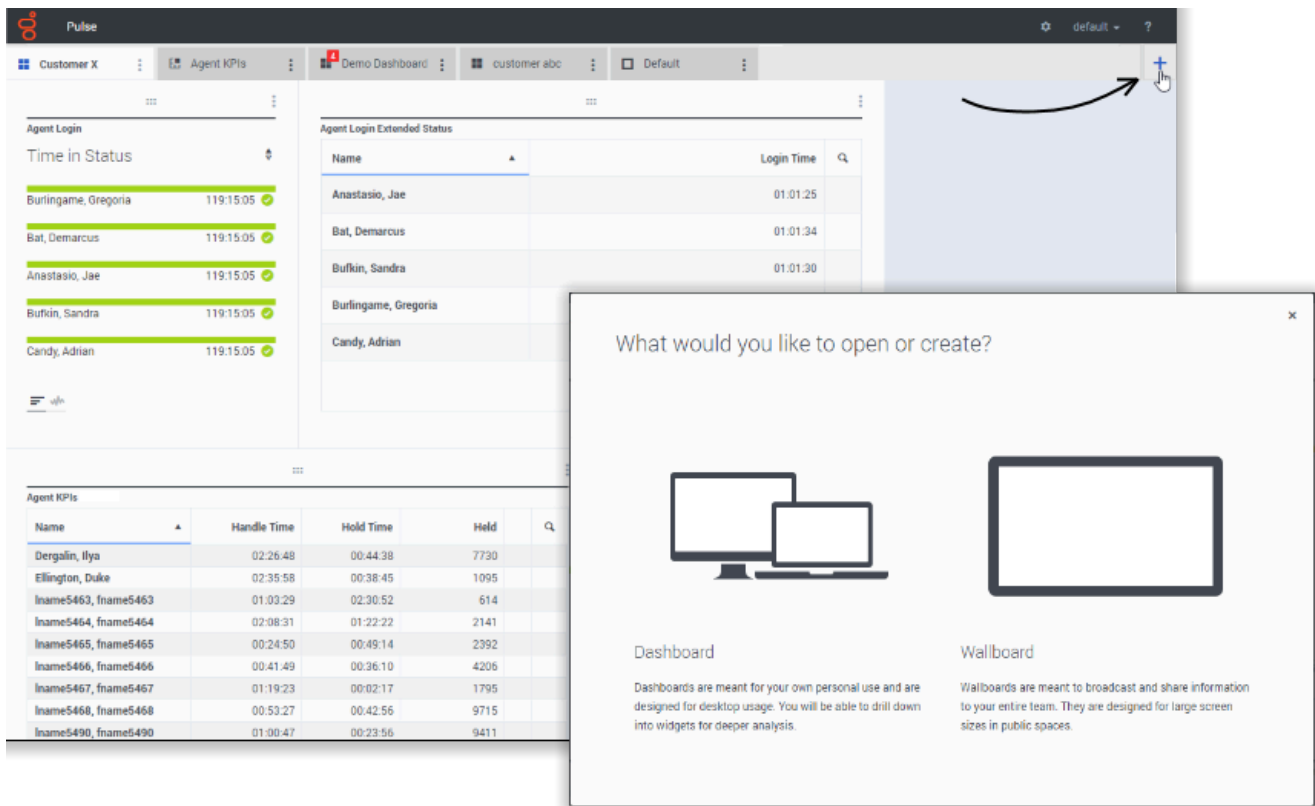 Pulse
default
?
Customer X
Agent KPIs
4
Demo Dashboard
customer abc
Default
+
Agent Login
Time in Status
Burlingame, Gregoria 119:15:05
Bat, Demarcus 119:15:05
Anastasio, Jae 119:15:05
Bufkin, Sandra 119:15:05
Candy, Adrian 119:15:05
Agent Login Extended Status
Name Login Time
Anastasio, Jae 01:01:25
Bat, Demarcus 01:01:34
Bufkin, Sandra 01:01:30
Burlingame, Gregoria
Candy, Adrian
Agent KPIs
Name Handle Time Hold Time Held
Dergalin, Ilya 02:26:48 00:44:38 7730
Ellington, Duke 02:35:58 00:38:45 1095
lname5463, fname5463 01:03:29 02:30:52 614
lname5464, fname5464 02:08:31 01:22:22 2141
lname5465, fname5465 00:24:50 00:49:14 2392
lname5466, fname5466 00:41:49 00:36:10 4206
lname5467, fname5467 01:19:23 00:02:17 1795
lname5468, fname5468 00:53:27 00:42:56 9715
lname5490, fname5490 01:00:47 00:23:56 9411
What would you like to open or create?
Dashboard
Dashboards are meant for your own personal use and are
designed for desktop usage. You will be able to drill down
into widgets for deeper analysis.
Wallboard
Wallboards are meant to broadcast and share information
to your entire team. They are designed for large screen
sizes in public spaces.